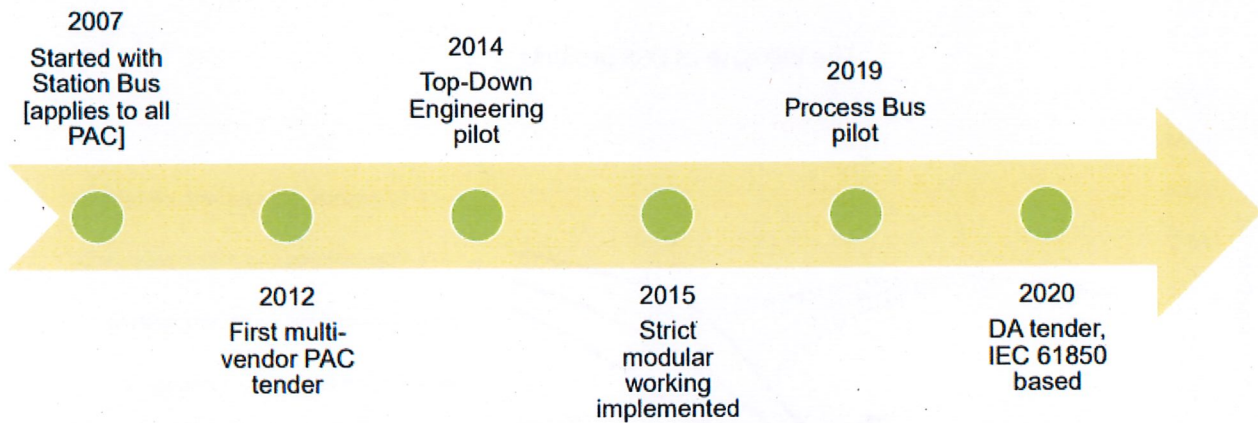 2007
Started with
Station Bus
[applies to all
PAC]
2012
First multi-
vendor PAC
tender
2014
Top-Down
Engineering
pilot
2015
Strict
modular
working
implemented
2019
Process Bus
pilot
2020
DA tender,
IEC 61850
based